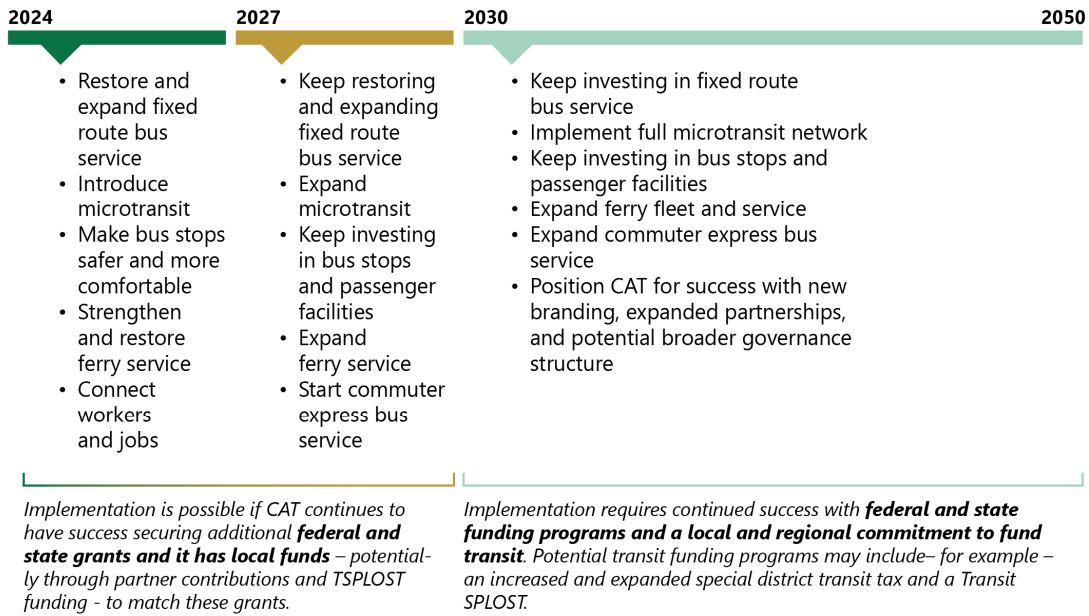 2024
• Restore and
expand fixed
route bus
service
• Introduce
microtransit
• Make bus stops
safer and more
comfortable
• Strengthen
and restore
ferry service
• Connect
workers
and jobs
2027
• Keep restoring
and expanding
fixed route
bus service
• Expand
microtransit
• Keep investing
in bus stops
and passenger
facilities
• Expand
ferry service
• Start commuter
express bus
service
2030
2050
• Keep investing in fixed route
bus service
• Implement full microtransit network
• Keep investing in bus stops and
passenger facilities
• Expand ferry fleet and service
• Expand commuter express bus
service
• Position CAT for success with new
branding, expanded partnerships,
and potential broader governance
structure
Implementation is possible if CAT continues to
have success securing additional federal and
state grants and it has local funds – potential-
ly through partner contributions and TSPLOST
funding - to match these grants.
Implementation requires continued success with federal and state
funding programs and a local and regional commitment to fund
transit. Potential transit funding programs may include– for example –
an increased and expanded special district transit tax and a Transit
SPLOST.